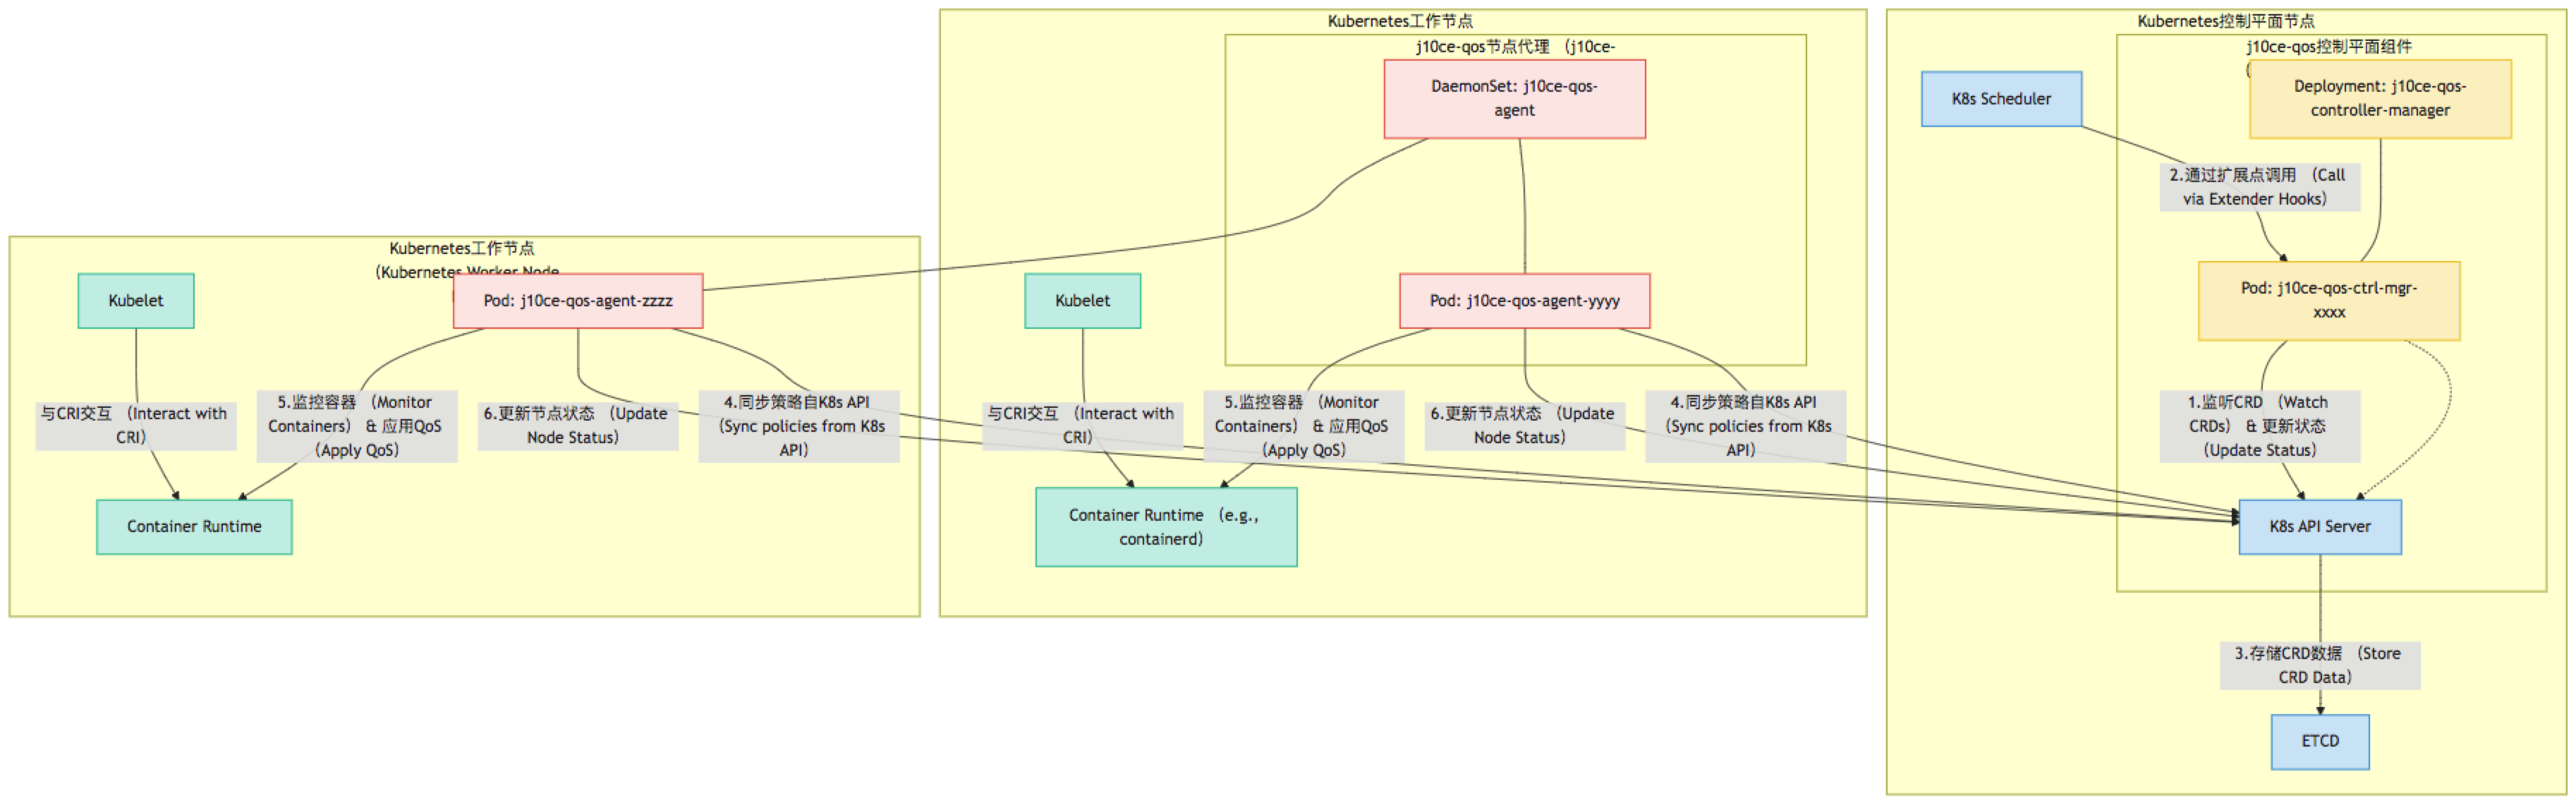 Kubernetes工作节点
(Kubernetes Worker Node
Kubelet
Pod: j10ce-qos-agent-zzzz
与CRI交互 （Interact with
CRI）
5.监控容器 （Monitor
Containers） & 应用QoS
（Apply QoS）
6.更新节点状态 （Update
Node Status）
4.同步策略自K8s API
（Sync policies from K8s
API）
Container Runtime
Kubernetes工作节点
j10ce-qos节点代理 （j10ce-
DaemonSet: j10ce-qos-
agent
Kubelet
Pod: j10ce-qos-agent-yyyy
与CRI交互 （Interact with
CRI）
5.监控容器 （Monitor
Containers） & 应用QoS
（Apply QoS）
6.更新节点状态 （Update
Node Status）
4.同步策略自K8s API
（Sync policies from K8s
API）
Container Runtime （e.g.,
containerd）
Kubernetes控制平面节点
j10ce-qos控制平面组件
K8s Scheduler
Deployment: j10ce-qos-
controller-manager
2.通过扩展点调用 （Call
via Extender Hooks）
Pod: j10ce-qos-ctrl-mgr-
xxxx
1.监听CRD （Watch
CRDs） & 更新状态
（Update Status）
K8s API Server
3.存储CRD数据 （Store
CRD Data）
ETCD